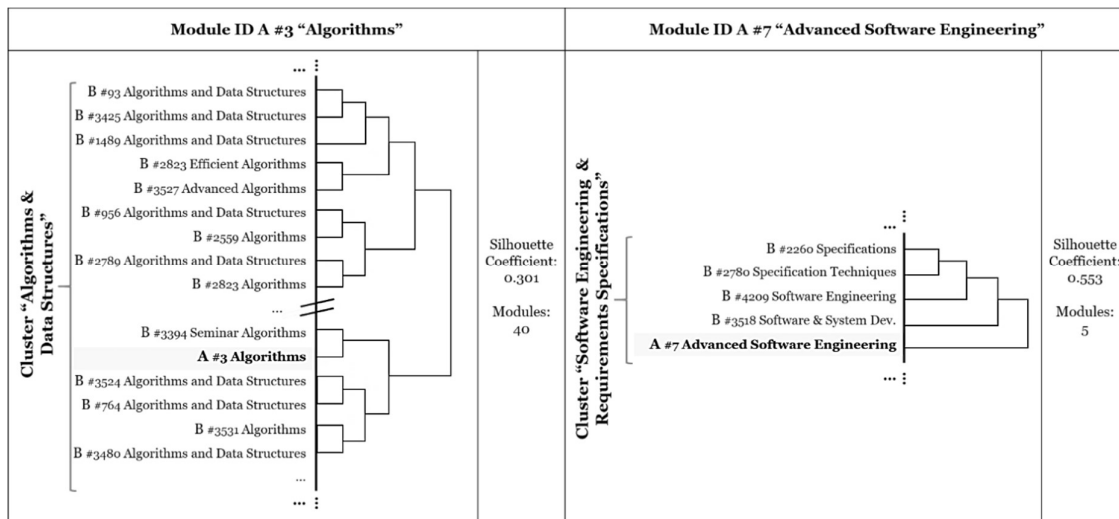 Module ID A #3 “Algorithms”
Module ID A #7 “Advanced Software Engineering”
Cluster “Algorithms &
Data Structures”
...
B #93 Algorithms and Data Structures
B #3425 Algorithms and Data Structures
B #1489 Algorithms and Data Structures
B #2823 Efficient Algorithms
B #3527 Advanced Algorithms
B #956 Algorithms and Data Structures
B #2559 Algorithms
B #2789 Algorithms and Data Structures
B #2823 Algorithms
...
B #3394 Seminar Algorithms
A #3 Algorithms
B #3524 Algorithms and Data Structures
B #764 Algorithms and Data Structures
B #3531 Algorithms
B #3480 Algorithms and Data Structures
...
...
Silhouette
Coefficient:
0.301
Modules:
40
Cluster “Software Engineering &
Requirements Specifications”
...
B #2260 Specifications
B #2780 Specification Techniques
B #4209 Software Engineering
B #3518 Software & System Dev.
A #7 Advanced Software Engineering
...
Silhouette
Coefficient:
0.553
Modules:
5